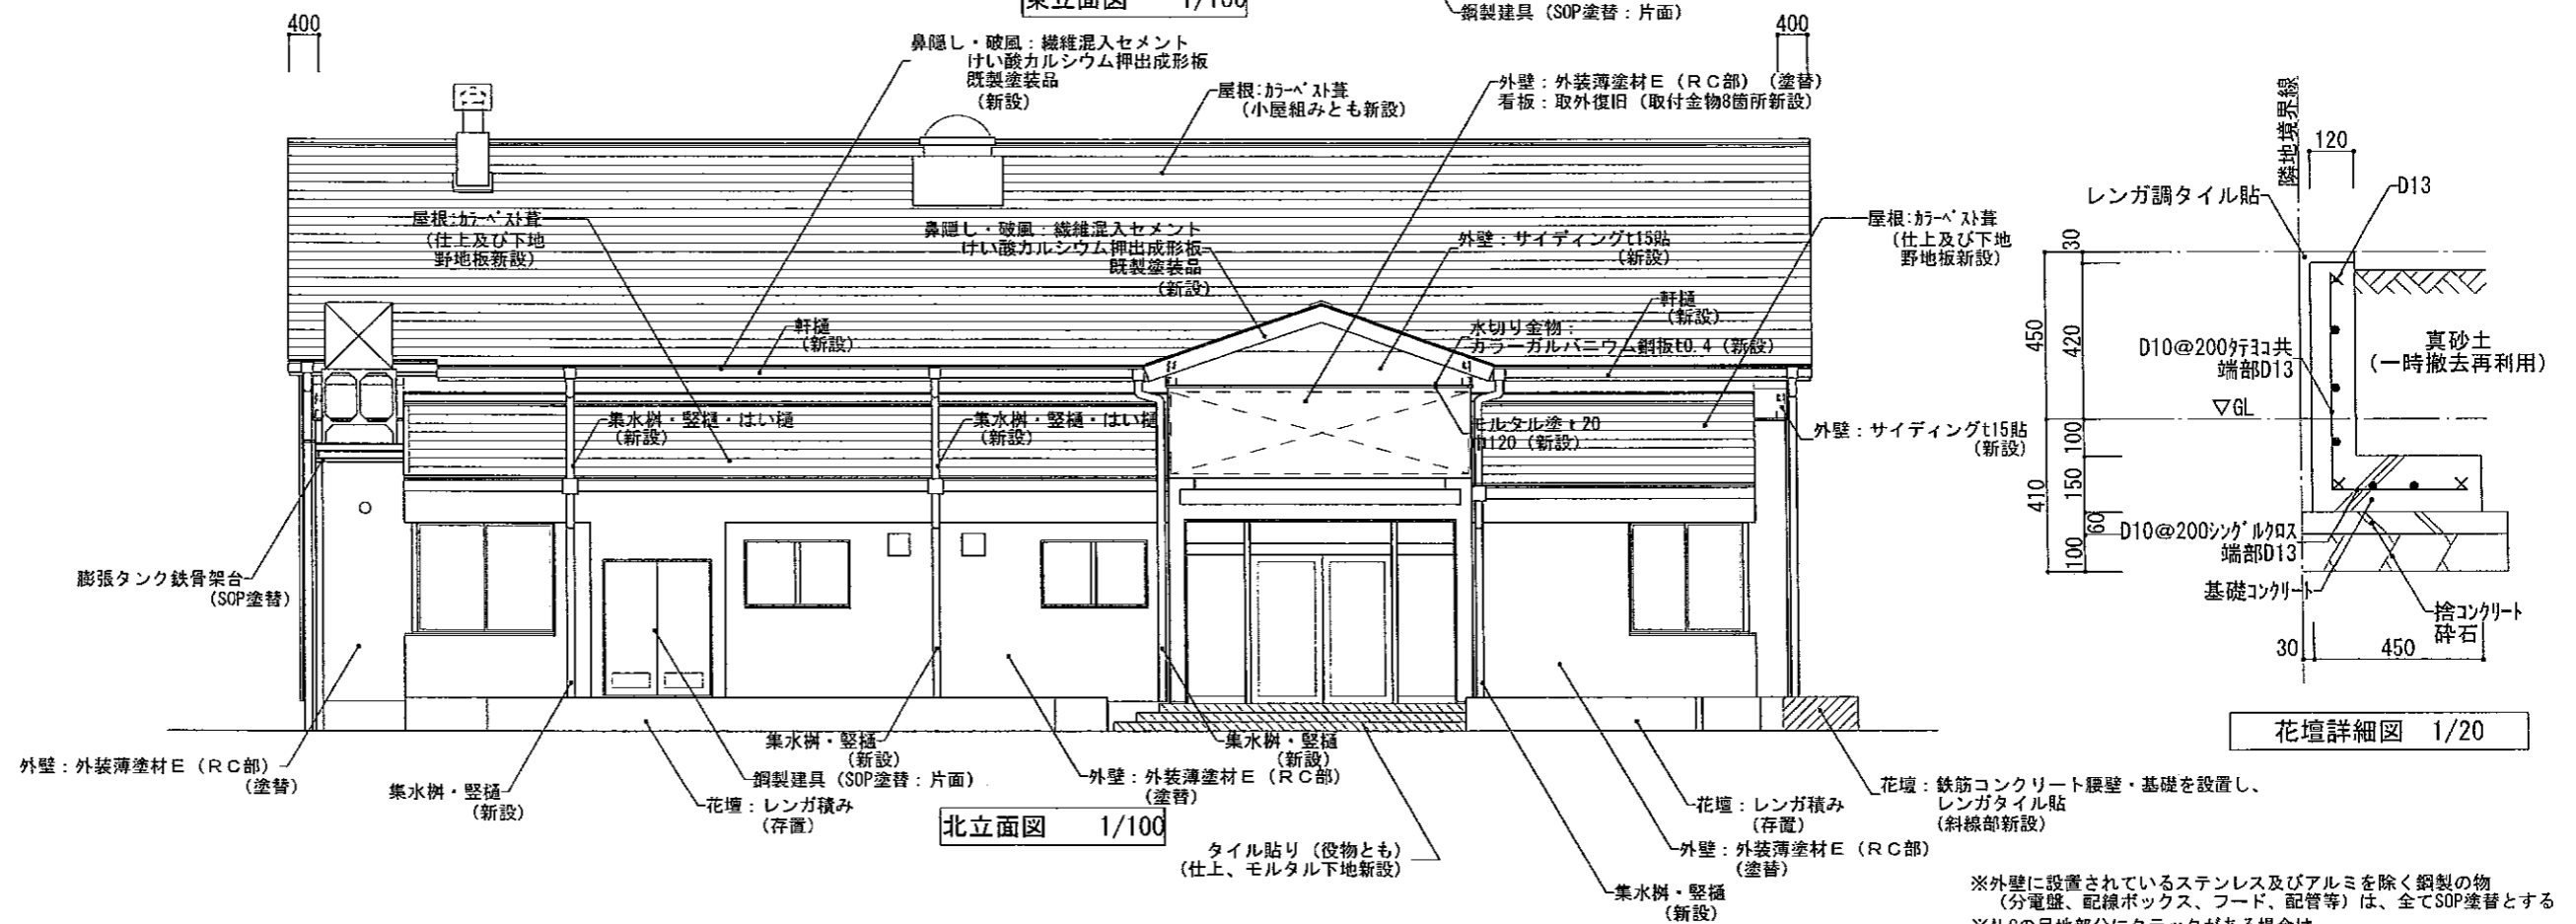 東立面図 1/100
鋼製建具（SOP塗替：片面）
400
400
鼻隠し・破風：繊維混入セメント
けい酸カルシウム押出成形板
既製塗装品
（新設）
屋根:ｶﾗｰﾍﾞｽﾄ葺
（小屋組みとも新設）
外壁：外装薄塗材Ｅ（ＲＣ部）（塗替）
看板：取外復旧（取付金物8箇所新設）
屋根:ｶﾗｰﾍﾞｽﾄ葺
（仕上及び下地
野地板新設）
鼻隠し・破風：繊維混入セメント
けい酸カルシウム押出成形板
既製塗装品
（新設）
外壁：サイディングt15貼
（新設）
屋根:ｶﾗｰﾍﾞｽﾄ葺
（仕上及び下地
野地板新設）
軒樋
（新設）
軒樋
（新設）
水切り金物：
カラーガルバニウム鋼板t0.4（新設）
集水桝・竪樋・はい樋
（新設）
集水桝・竪樋・はい樋
（新設）
モルタル塗ｔ20
巾120（新設）
外壁：サイディングt15貼
（新設）
膨張タンク鉄骨架台
（SOP塗替）
外壁：外装薄塗材Ｅ（ＲＣ部）
（塗替）
集水桝・竪樋
（新設）
集水桝・竪樋
（新設）
鋼製建具（SOP塗替：片面）
花壇：レンガ積み
（存置）
外壁：外装薄塗材Ｅ（ＲＣ部）
（塗替）
集水桝・竪樋
（新設）
北立面図 1/100
タイル貼り（役物とも）
（仕上、モルタル下地新設）
花壇：レンガ積み
（存置）
外壁：外装薄塗材Ｅ（ＲＣ部）
（塗替）
集水桝・竪樋
（新設）
花壇：鉄筋コンクリート腰壁・基礎を設置し、
レンガタイル貼
（斜線部新設）
隣地境界線
120
D13
レンガ調タイル貼
30
450
420
D10@200ﾀﾃﾖｺ共
端部D13
真砂土
（一時撤去再利用）
▽GL
100
410
150
60
100
D10@200ｼﾝｸﾞﾙｸﾛｽ
端部D13
基礎ｺﾝｸﾘｰﾄ
捨ｺﾝｸﾘｰﾄ
砕石
30
450
花壇詳細図 1/20
※外壁に設置されているステンレス及びアルミを除く鋼製の物
（分電盤、配線ボックス、フード、配管等）は、全てSOP塗替とする